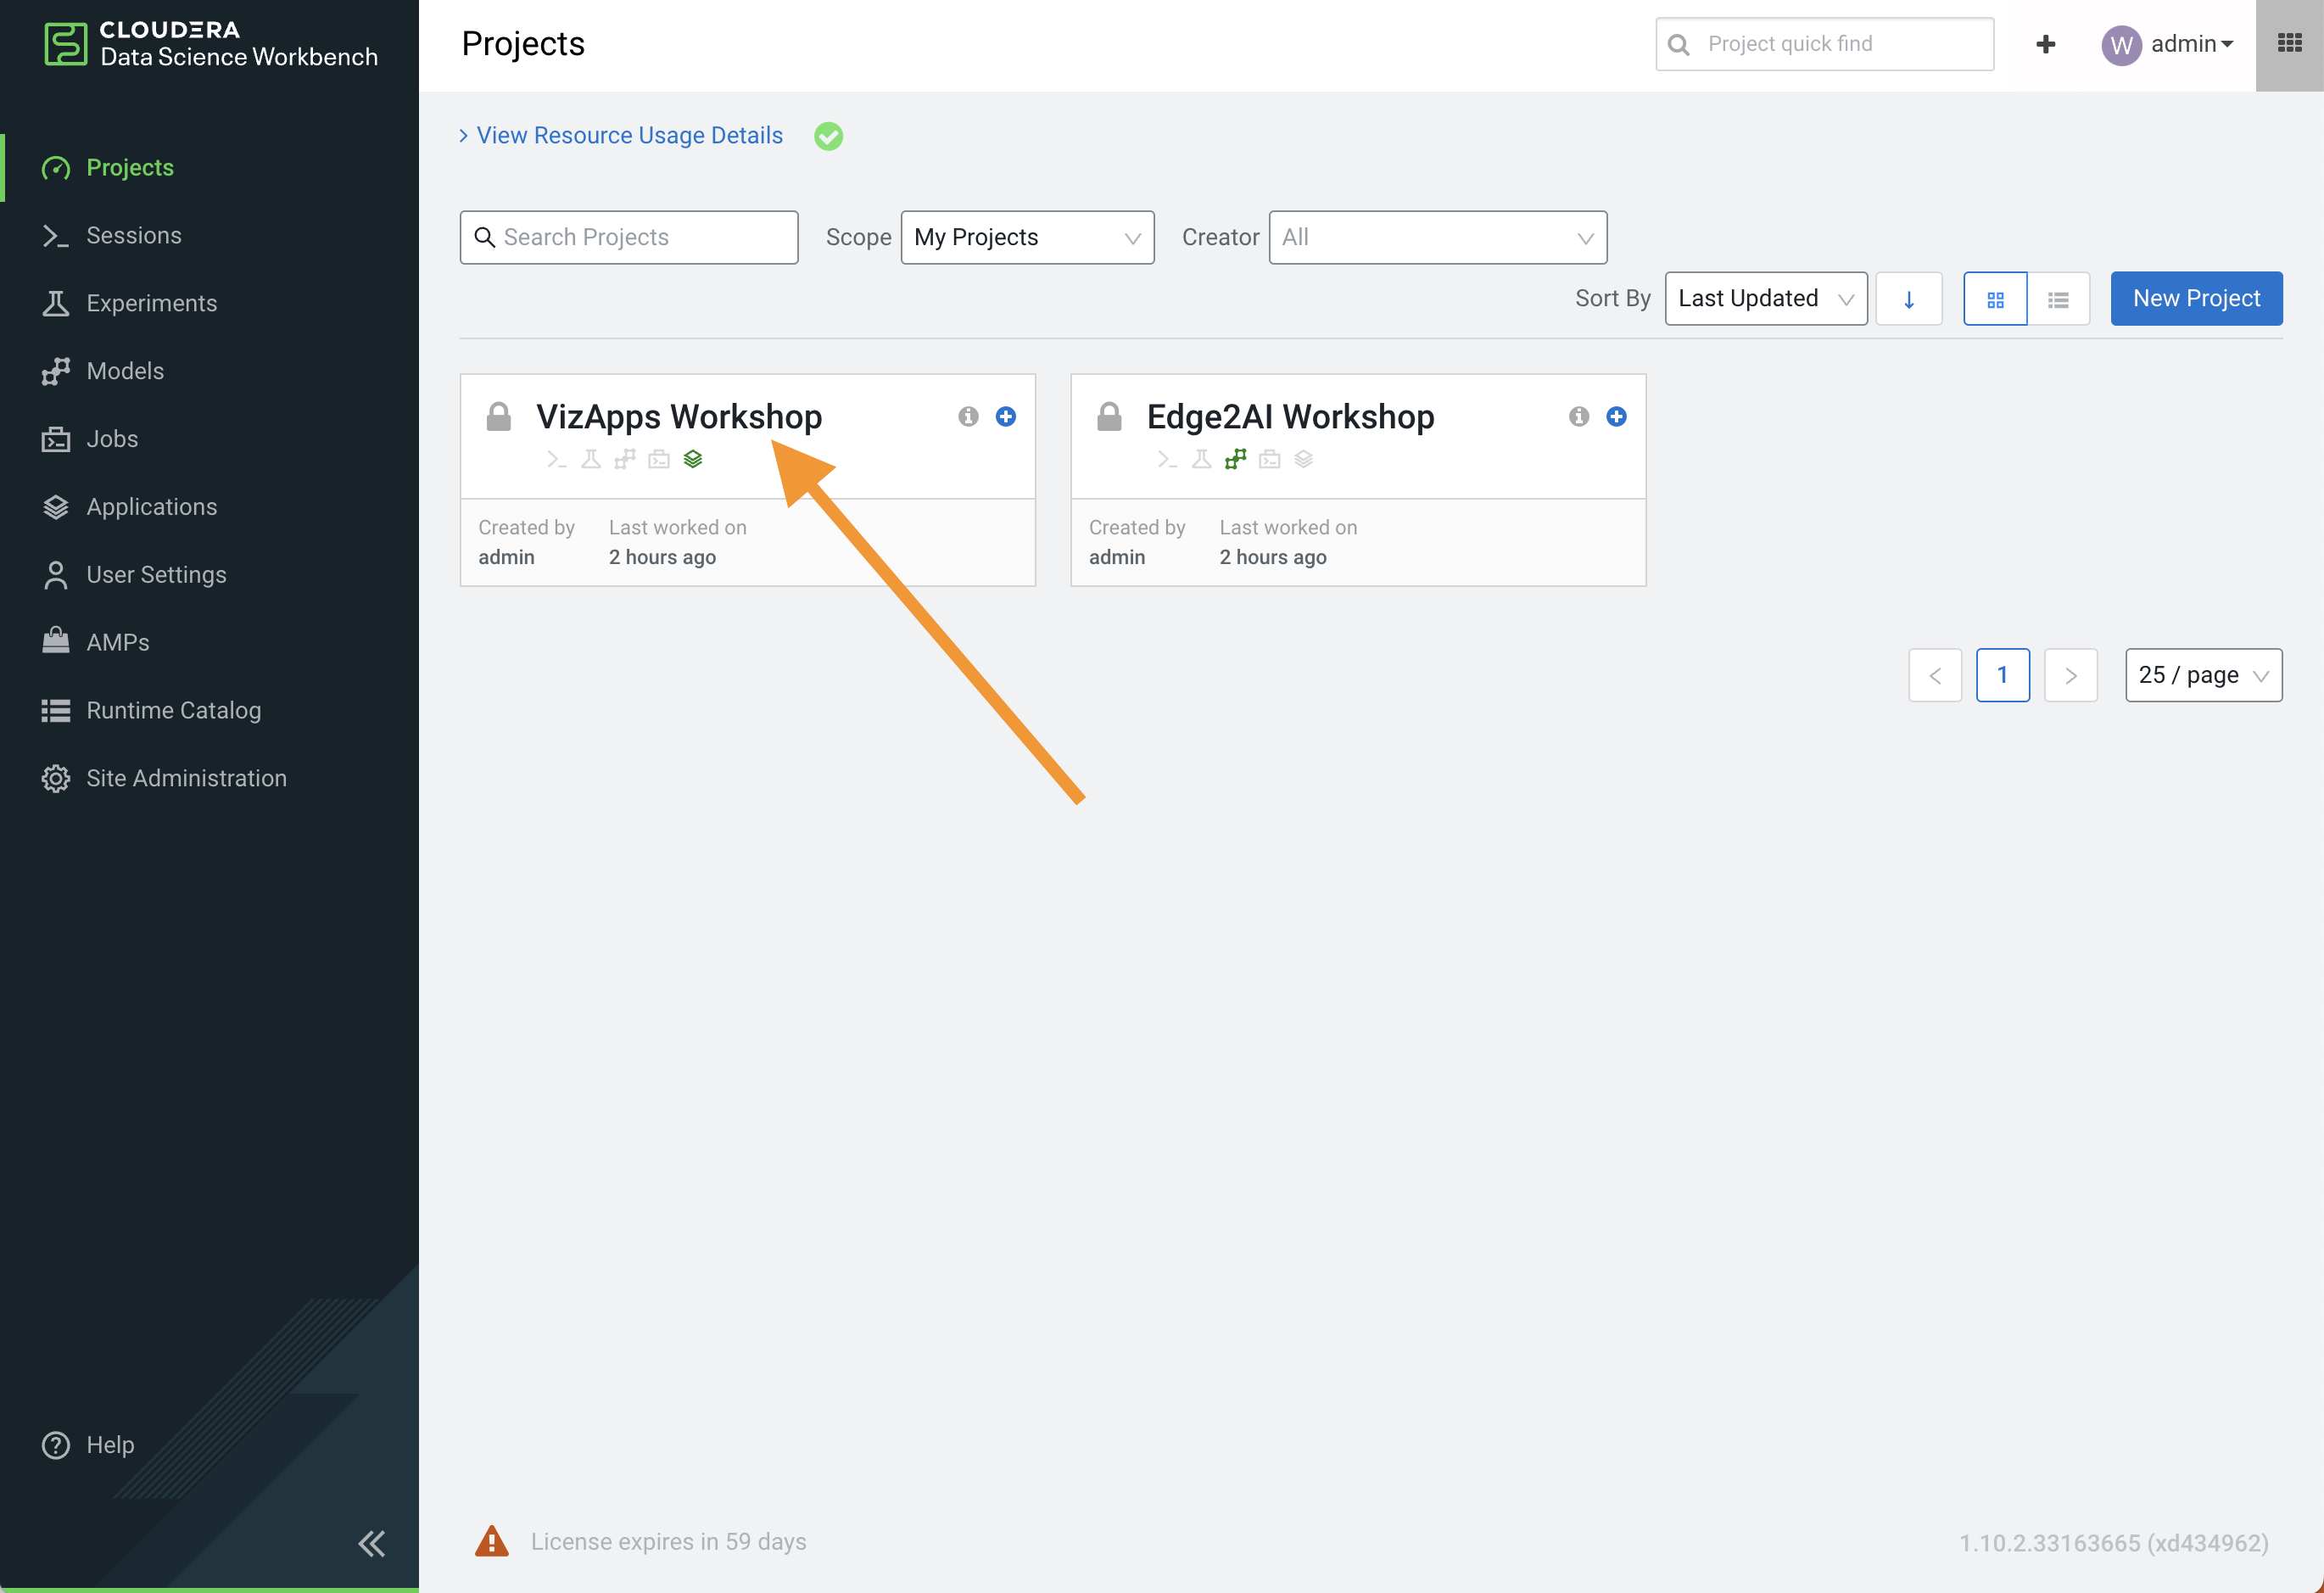 CLOUDERA
Data Science Workbench
Projects
Project quick find
W
admin
View Resource Usage Details
Projects
Sessions
Experiments
Models
Jobs
Applications
User Settings
AMPs
Runtime Catalog
Site Administration
Help
Search Projects
Scope
My Projects
Creator
All
Sort By
Last Updated
New Project
VizApps Workshop
Created by
admin
Last worked on
2 hours ago
Edge2AI Workshop
Created by
admin
Last worked on
2 hours ago
1
25 / page
License expires in 59 days
1.10.2.33163665 (xd434962)